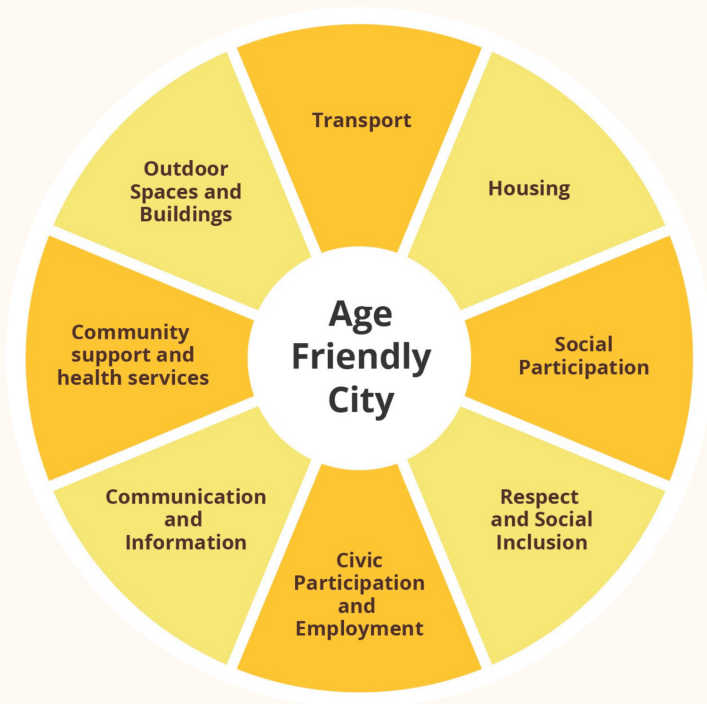 Transport
Housing
Social
Participation
Respect
and Social
Inclusion
Civic
Participation
and
Employment
Communication
and
Information
Community
support and
health services
Outdoor
Spaces and
Buildings
Age
Friendly
City